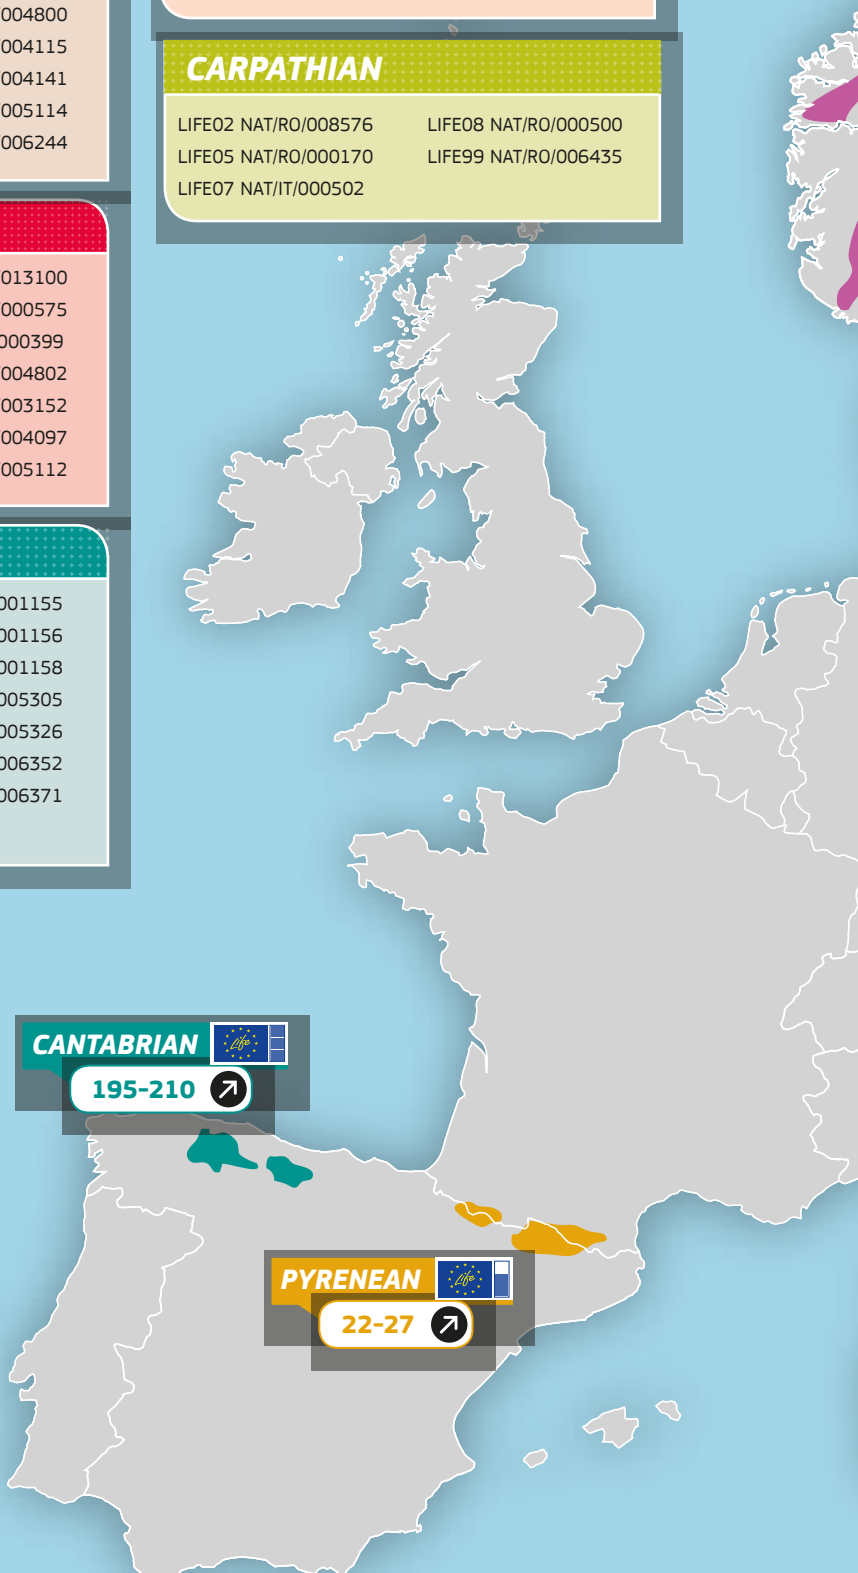 /004800
/004115
/004141
/005114
/006244
/013100
/000575
000399
/004802
/003152
/004097
/005112
001155
001156
001158
005305
005326
006352
006371
CARPATHIAN
LIFE02 NAT/RO/008576
LIFE05 NAT/RO/000170
LIFE07 NAT/IT/000502
LIFE08 NAT/RO/000500
LIFE99 NAT/RO/006435
CANTABRIAN
Life
195-210
PYRENEAN
Life
22-27